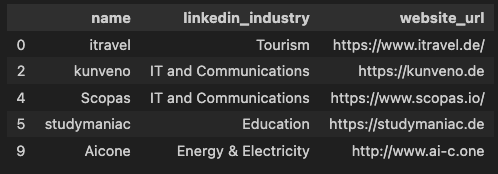 name linkedin_industry website_url
0 itravel Tourism https://www.itravel.de/
2 kunveno IT and Communications https://kunveno.de
4 Scopas IT and Communications https://www.scopas.io/
5 studymaniac Education https://studymaniac.de
9 Aicone Energy & Electricity http://www.ai-c.one